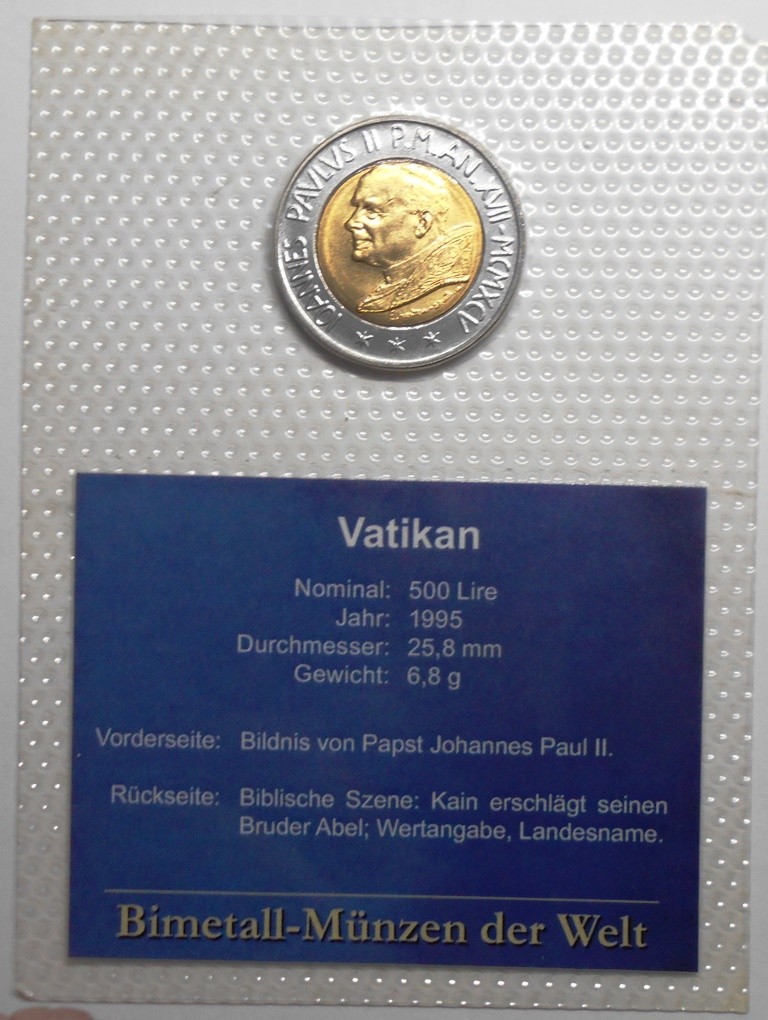 IOANNES PAVLVS II P.M.AN.XVII-MCMXCV
Vatikan
Nominal: 500 Lire
Jahr: 1995
Durchmesser: 25,8 mm
Gewicht: 6,8 g
Vorderseite: Bildnis von Papst Johannes Paul II.
Rückseite: Biblische Szene: Kain erschlägt seinen
Bruder Abel; Wertangabe, Landesname.
Bimetall-Münzen der Welt